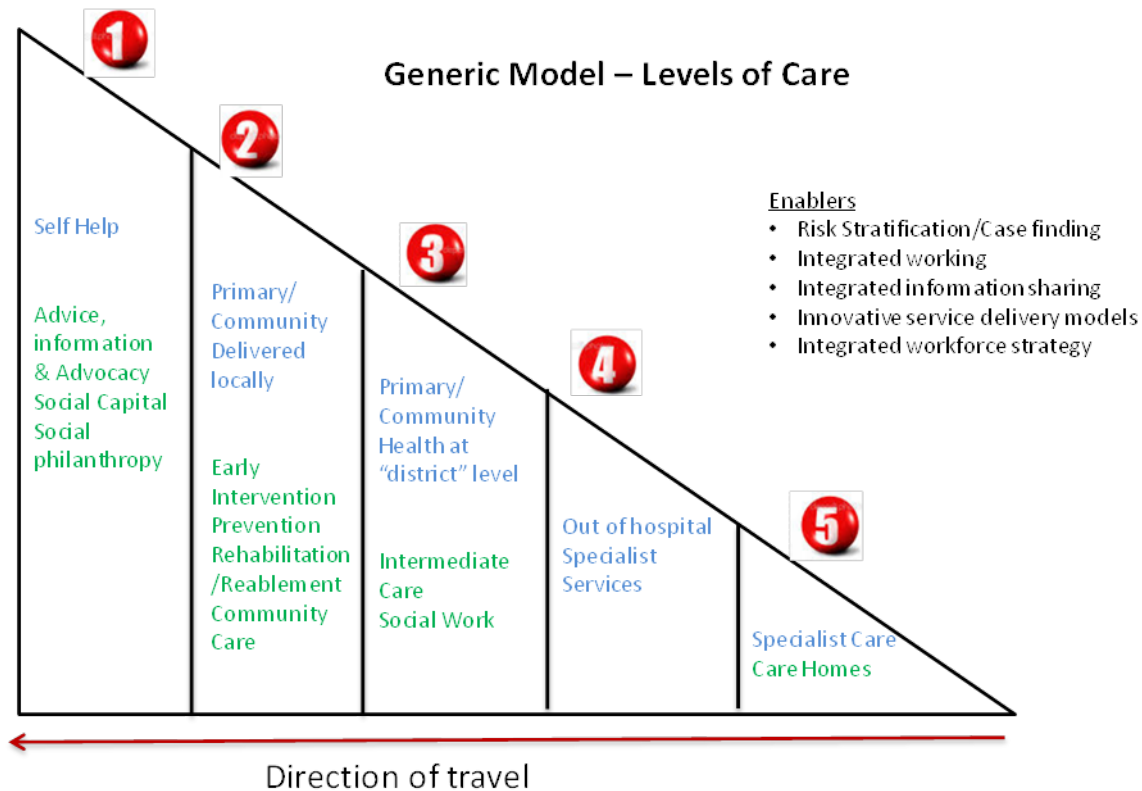 1
Generic Model – Levels of Care
2
Enablers
• Risk Stratification/Case finding
• Integrated working
• Integrated information sharing
• Innovative service delivery models
• Integrated workforce strategy
Self Help
Advice,
information
& Advocacy
Social Capital
Social
philanthropy
Primary/
Community
Delivered
locally
Early
Intervention
Prevention
Rehabilitation
/Reablement
Community
Care
3
Primary/
Community
Health at
“district” level
Intermediate
Care
Social Work
4
Out of hospital
Specialist
Services
5
Specialist Care
Care Homes
Direction of travel